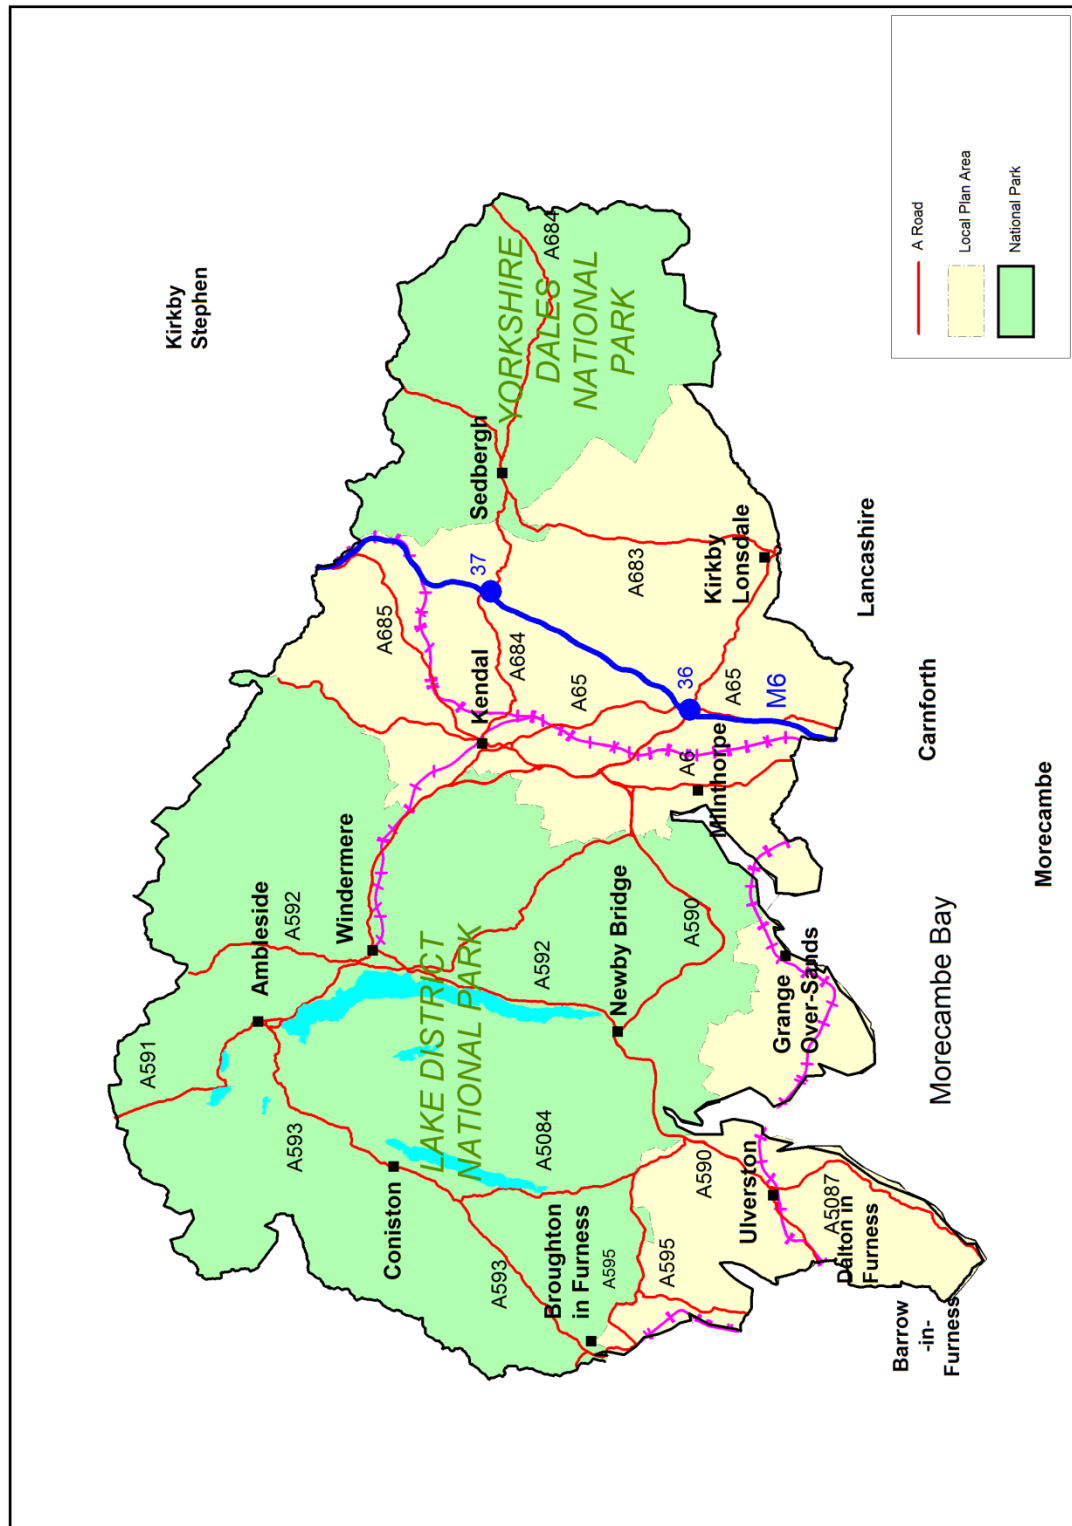 A591
Kirkby
Stephen
Ambleside
A592
A593
Windermere
A685
Coniston
LAKE DISTRICT
NATIONAL PARK
Kendal
37
Sedbergh
A593
A684
YORKSHIRE
DALES
NATIONAL
PARK
A684
A5084
A592
Broughton
in Furness
A65
A595
Newby Bridge
A683
A595
36
A590
A590
A6
Milnthorpe
A65
Kirkby
Lonsdale
Ulverston
M6
Grange
Over-Sands
A5087
Dalton in
Furness
Lancashire
Barrow
-in-
Furness
Carnforth
Morecambe Bay
Morecambe
A Road
Local Plan Area
National Park